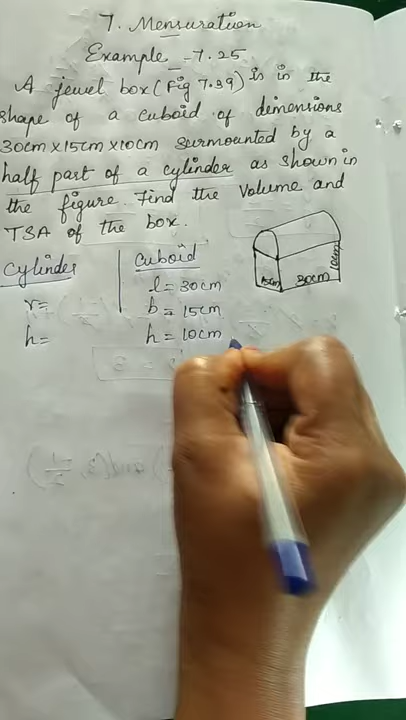 7. Mensuration
Example - 7.25
A jewel box (Fig 7.39) is in the
shape of a cuboid of dimensions
30cm x 15cm x 10cm surmounted by a
half part of a cylinder as shown in
the figure. Find the volume and
TSA of the box.
Cylinder
r =
h =
Cuboid
l = 30cm
b = 15cm
h = 10cm
15cm 30cm 10cm